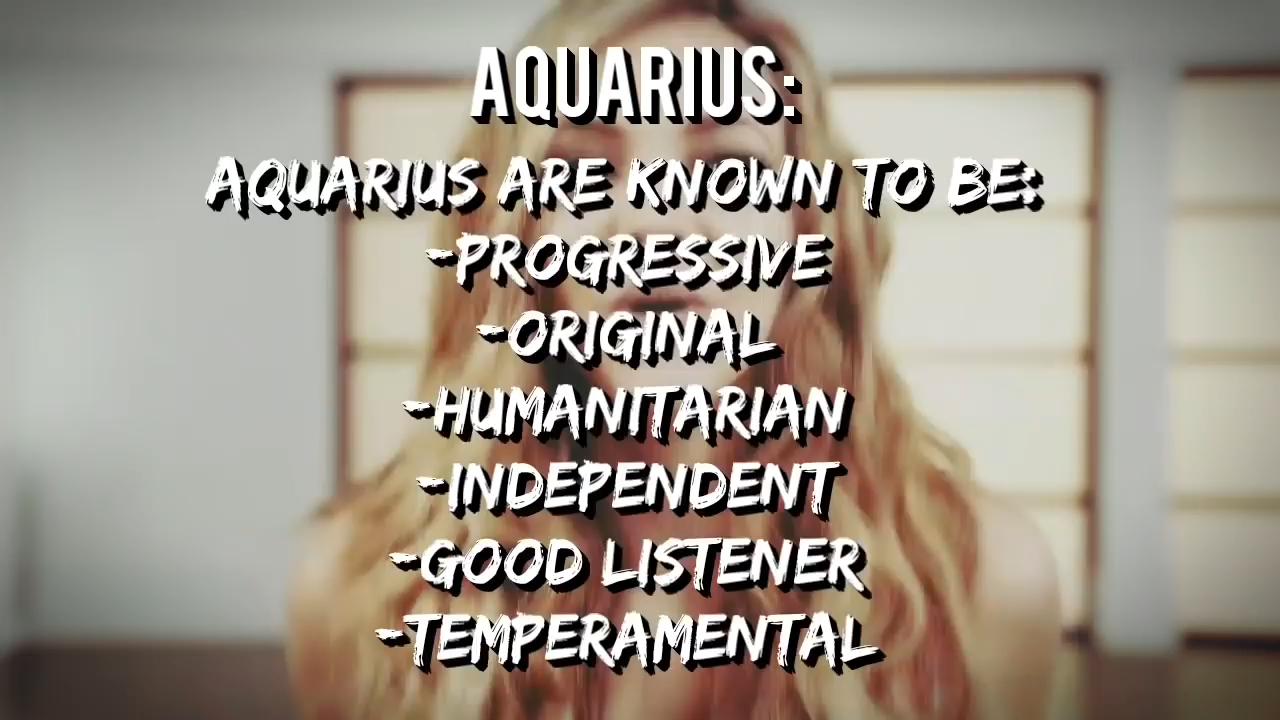 AQUARIUS:
AQUARIUS ARE KNOWN TO BE:
-PROGRESSIVE
-ORIGINAL
-HUMANITARIAN
-INDEPENDENT
-GOOD LISTENER
-TEMPERAMENTAL